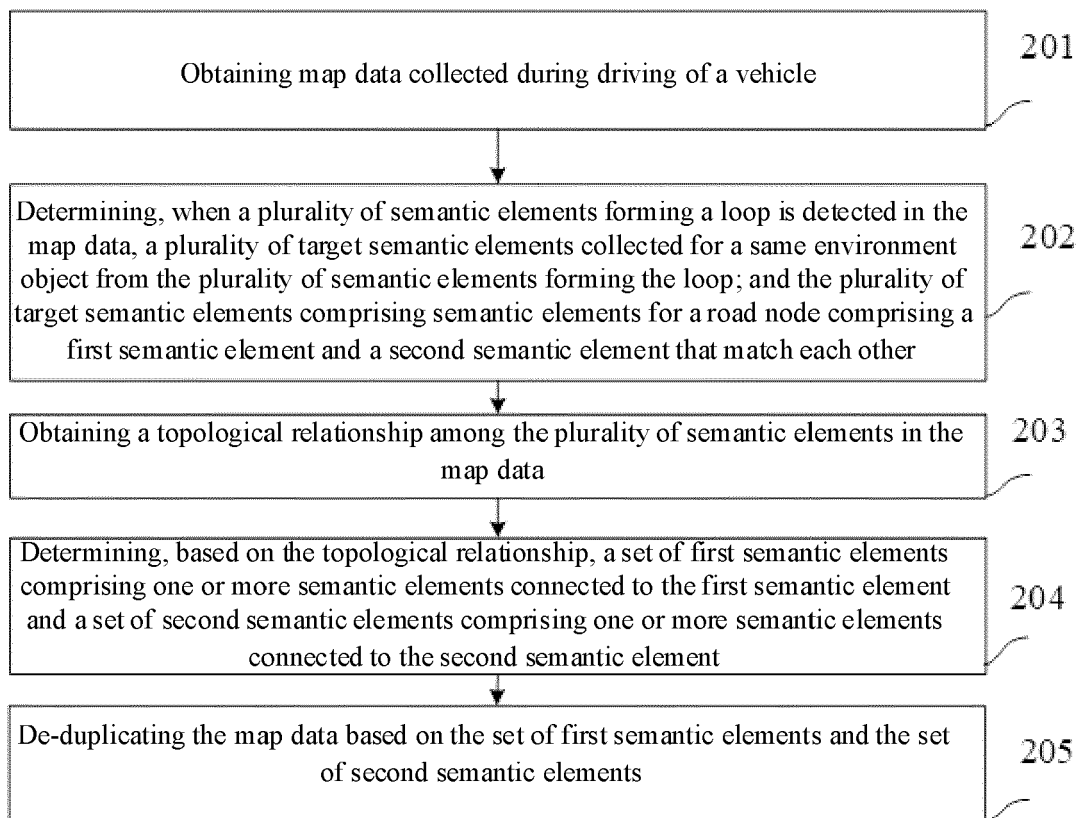 201
Obtaining map data collected during driving of a vehicle
Determining, when a plurality of semantic elements forming a loop is detected in the
map data, a plurality of target semantic elements collected for a same environment
object from the plurality of semantic elements forming the loop; and the plurality of
target semantic elements comprising semantic elements for a road node comprising a
first semantic element and a second semantic element that match each other
202
Obtaining a topological relationship among the plurality of semantic elements in the
map data
203
Determining, based on the topological relationship, a set of first semantic elements
comprising one or more semantic elements connected to the first semantic element
and a set of second semantic elements comprising one or more semantic elements
connected to the second semantic element
204
De-duplicating the map data based on the set of first semantic elements and the set
of second semantic elements
205